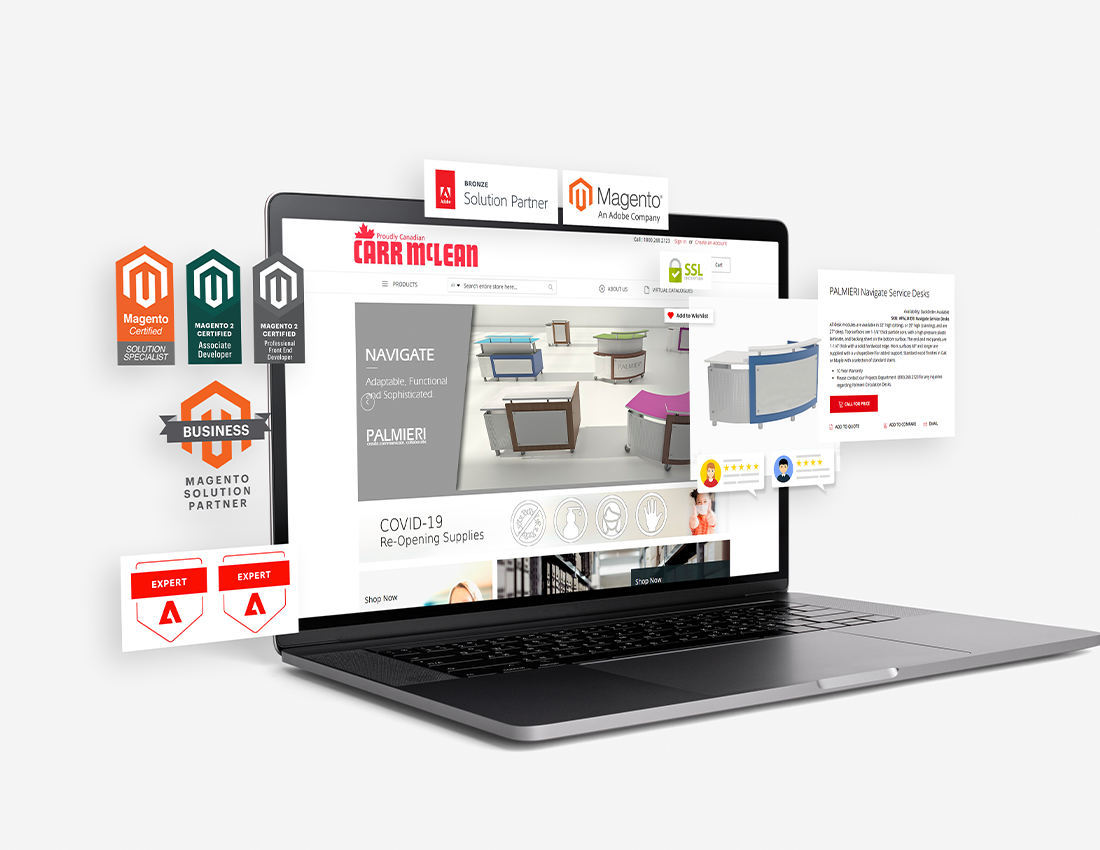 BRONZE
Solution Partner
Adobe
Magento®
An Adobe Company
Proudly Canadian
CARR McLEAN
Call : 1800 268 2123 Sign In or Create an Account
PRODUCTS
All
Search entire store here...
SSL
Cart
ABOUT US
VIRTUAL CATALOGUES
Add to Wishlist
NAVIGATE
Adaptable, Functional
and Sophisticated.
PALMIERI
COVID-19
Re-Opening Supplies
Shop Now
Shop Now
PALMIERI Navigate Service Desks
10 Year Warranty
CALL FOR PRICE
ADD TO QUOTE
ADD TO COMPARE
EMAIL
Magento
Certified
SOLUTION
SPECIALIST
MAGENTO 2
CERTIFIED
Associate
Developer
MAGENTO 2
CERTIFIED
Professional
Front End
Developer
BUSINESS
MAGENTO
SOLUTION
PARTNER
EXPERT
EXPERT